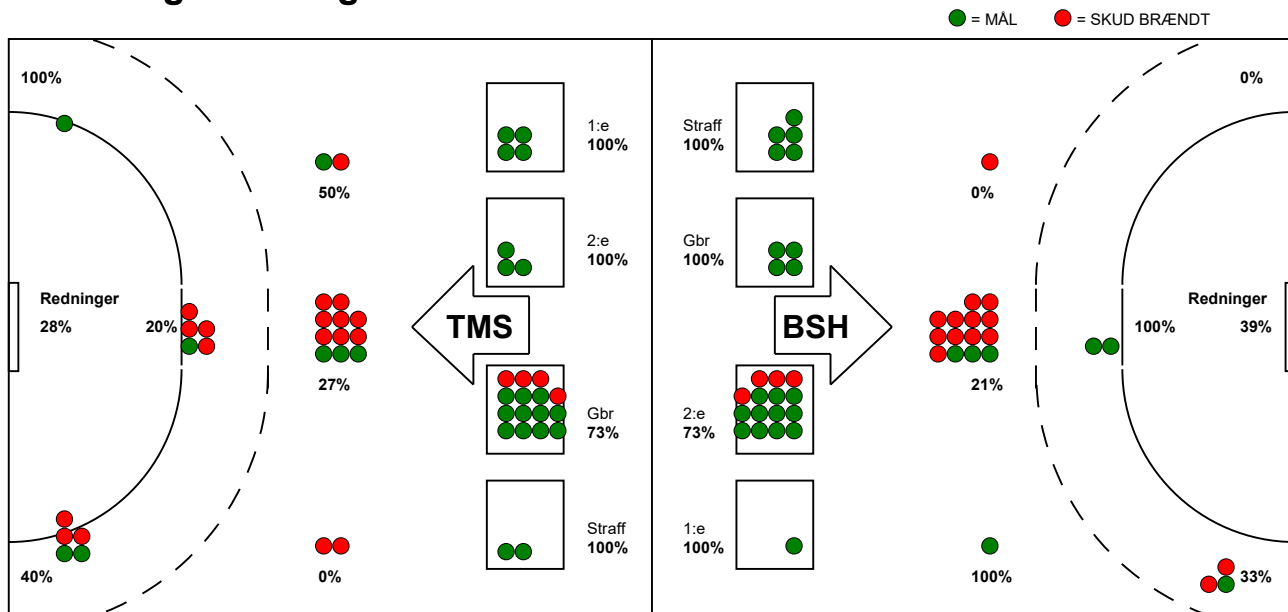 = MÅL
= SKUD BRÆNDT
100%
50%
1:e
100%
2:e
100%
Redninger
28%
20%
27%
TMS
Gbr
73%
Straff
100%
40%
0%
Straff
100%
0%
0%
Gbr
100%
BSH
Redninger
39%
100%
21%
2:e
73%
1:e
100%
100%
33%